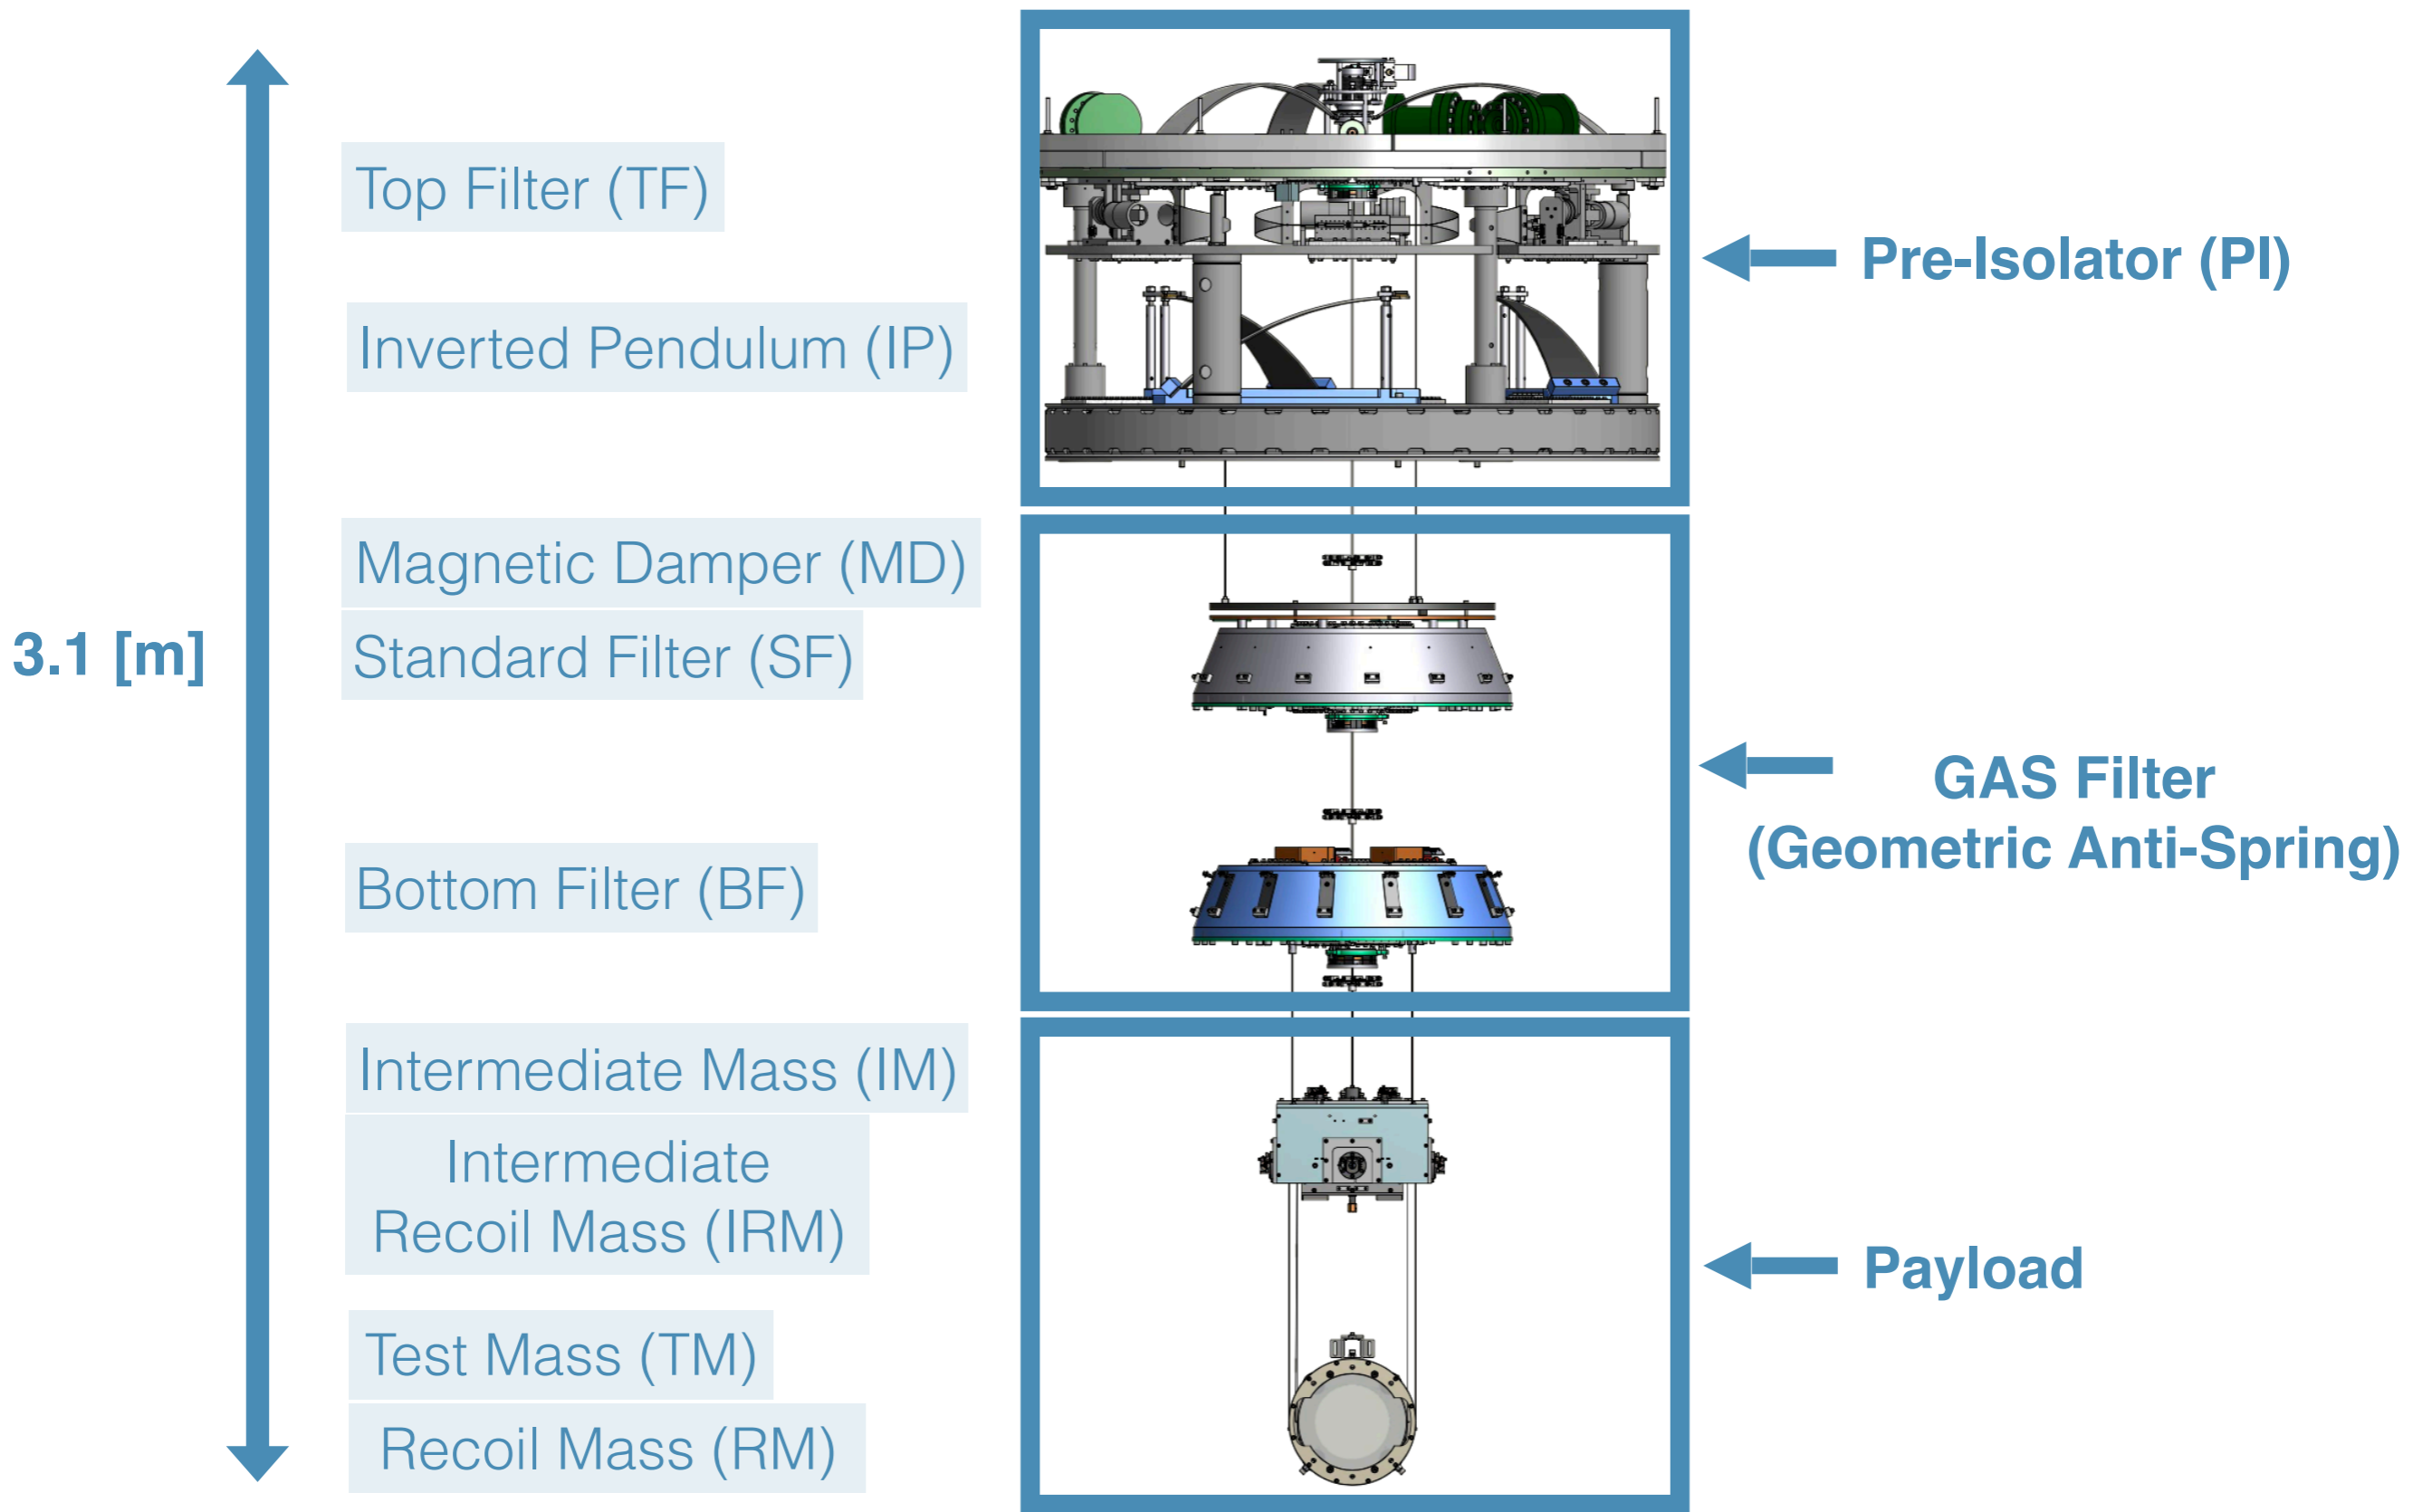 Top Filter (TF)
Pre-Isolator (PI)
Inverted Pendulum (IP)
Magnetic Damper (MD)
3.1 [m]
Standard Filter (SF)
GAS Filter
(Geometric Anti-Spring)
Bottom Filter (BF)
Intermediate Mass (IM)
Intermediate
Recoil Mass (IRM)
Payload
Test Mass (TM)
Recoil Mass (RM)